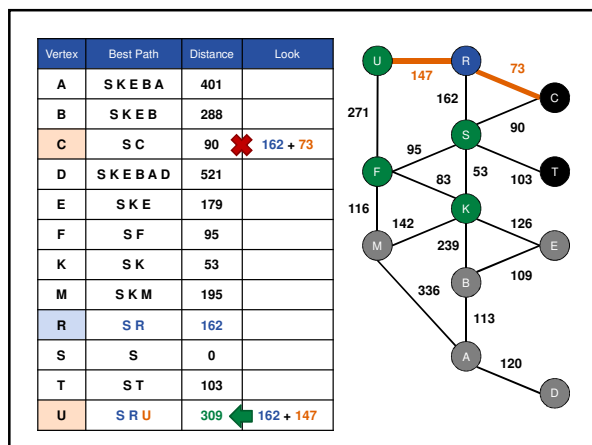 Vertex Best Path Distance Look
A S K E B A 401
B S K E B 288
C S C 90 162 + 73
D S K E B A D 521
E S K E 179
F S F 95
K S K 53
M S K M 195
R S R 162
S S 0
T S T 103
U S R U 309 162 + 147
U R
147 73
C
271 162
90
95 S
F 83 53 103 T
K
116 142 126
M 239 E
109
336 B
113
A
120
D